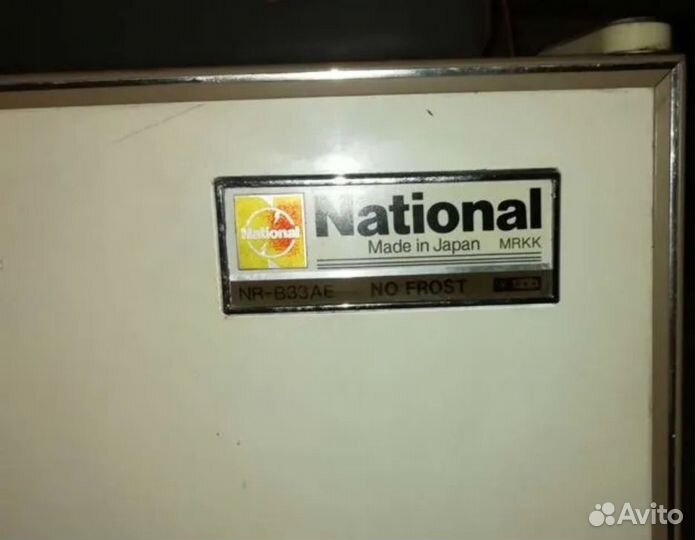 National
National
Made in Japan MRKK
NR-B33AE NO FROST
Avito